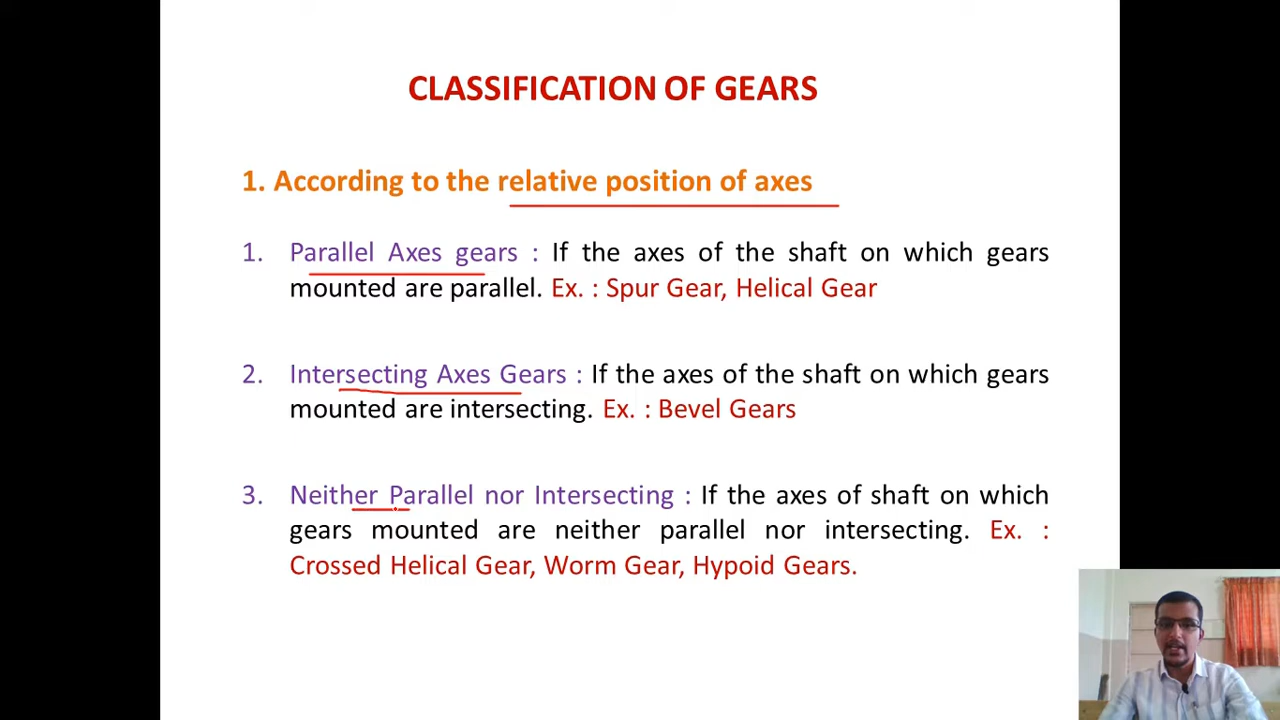 CLASSIFICATION OF GEARS
1. According to the relative position of axes
1. Parallel Axes gears : If the axes of the shaft on which gears
mounted are parallel. Ex. : Spur Gear, Helical Gear
2. Intersecting Axes Gears : If the axes of the shaft on which gears
mounted are intersecting. Ex. : Bevel Gears
3. Neither Parallel nor Intersecting : If the axes of shaft on which
gears mounted are neither parallel nor intersecting. Ex. :
Crossed Helical Gear, Worm Gear, Hypoid Gears.